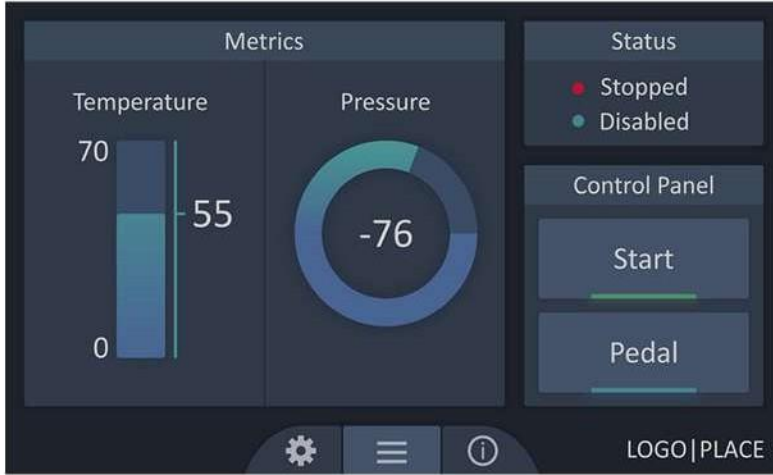 Metrics
Temperature
70
55
0
Pressure
-76
Status
Stopped
Disabled
Control Panel
Start
Pedal
LOGO|PLACE